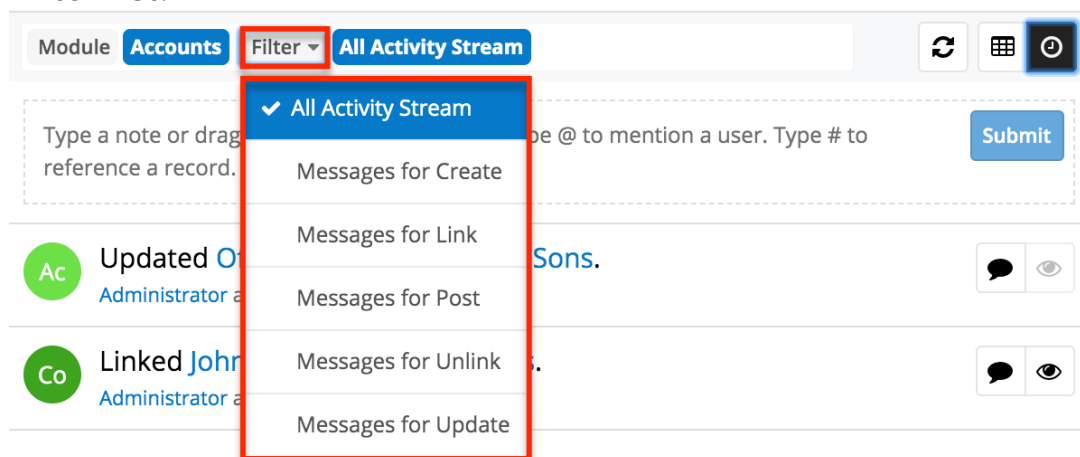 Module Accounts Filter All Activity Stream
All Activity Stream
Type a note or drag be @ to mention a user. Type # to
reference a record.
Submit
Messages for Create
Messages for Link
Messages for Post
Messages for Unlink
Messages for Update
Ac
Updated Sons.
Administrator
Co
Linked
Administrator